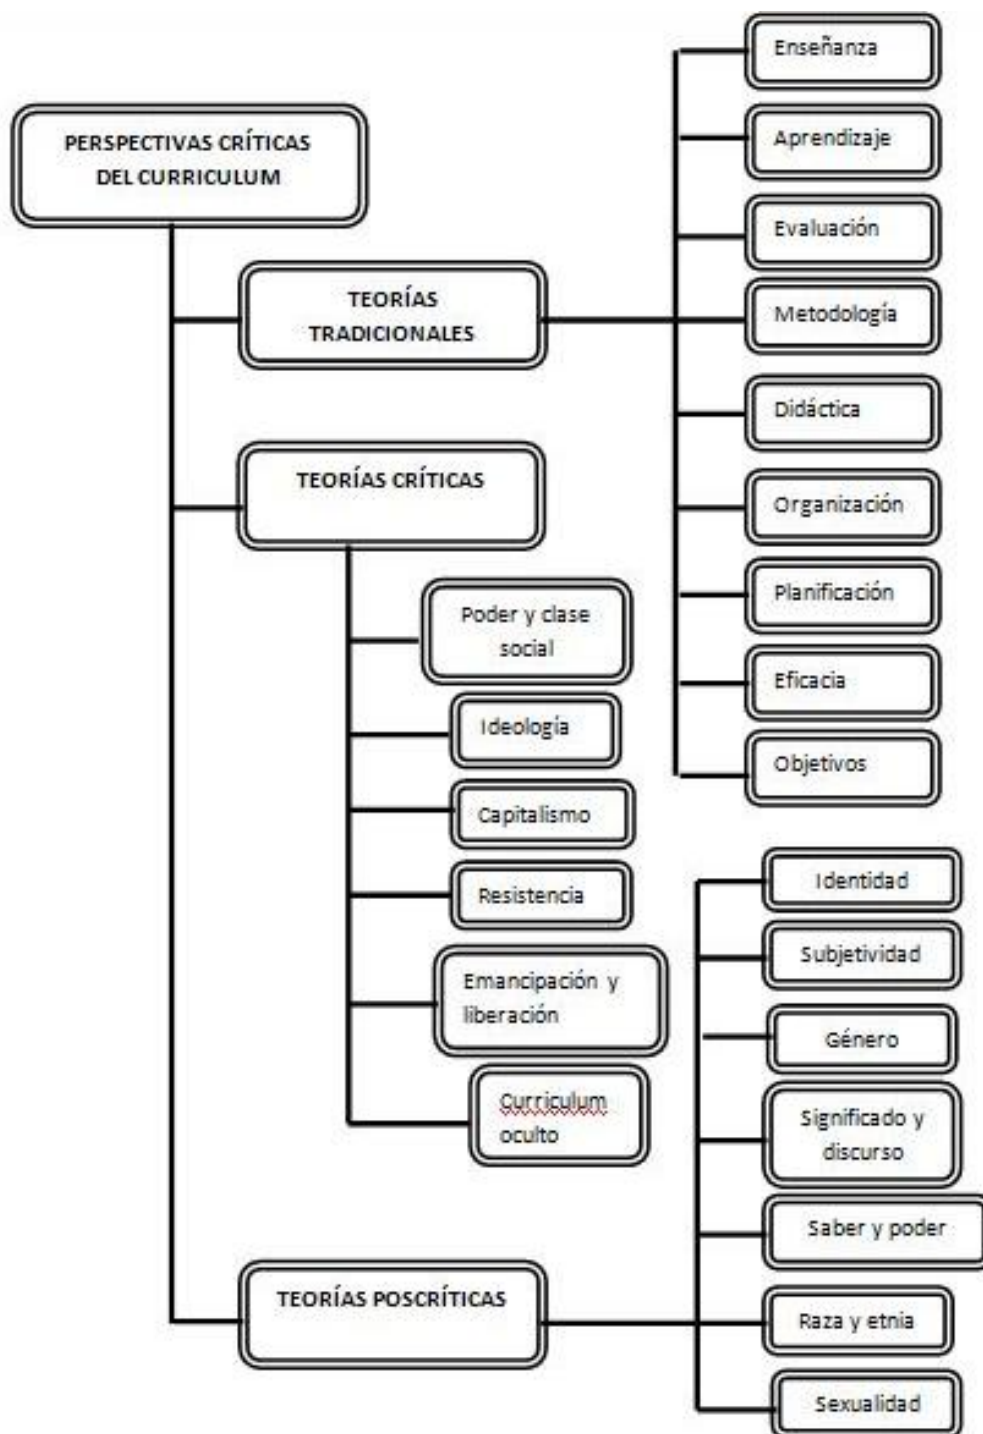 PERSPECTIVAS CRÍTICAS
DEL CURRICULUM
TEORÍAS
TRADICIONALES
Enseñanza
Aprendizaje
Evaluación
Metodología
Didáctica
Organización
Planificación
Eficacia
Objetivos
TEORÍAS CRÍTICAS
Poder y clase
social
Ideología
Capitalismo
Resistencia
Emancipación y
liberación
Curriculum
oculto
TEORÍAS POSCRÍTICAS
Identidad
Subjetividad
Género
Significado y
discurso
Saber y poder
Raza y etnia
Sexualidad